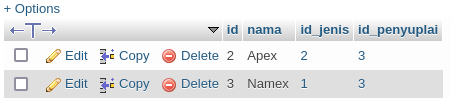 + Options
id nama id_jenis id_penyuplai
Edit Copy Delete 2 Apex 2 3
Edit Copy Delete 3 Namex 1 3